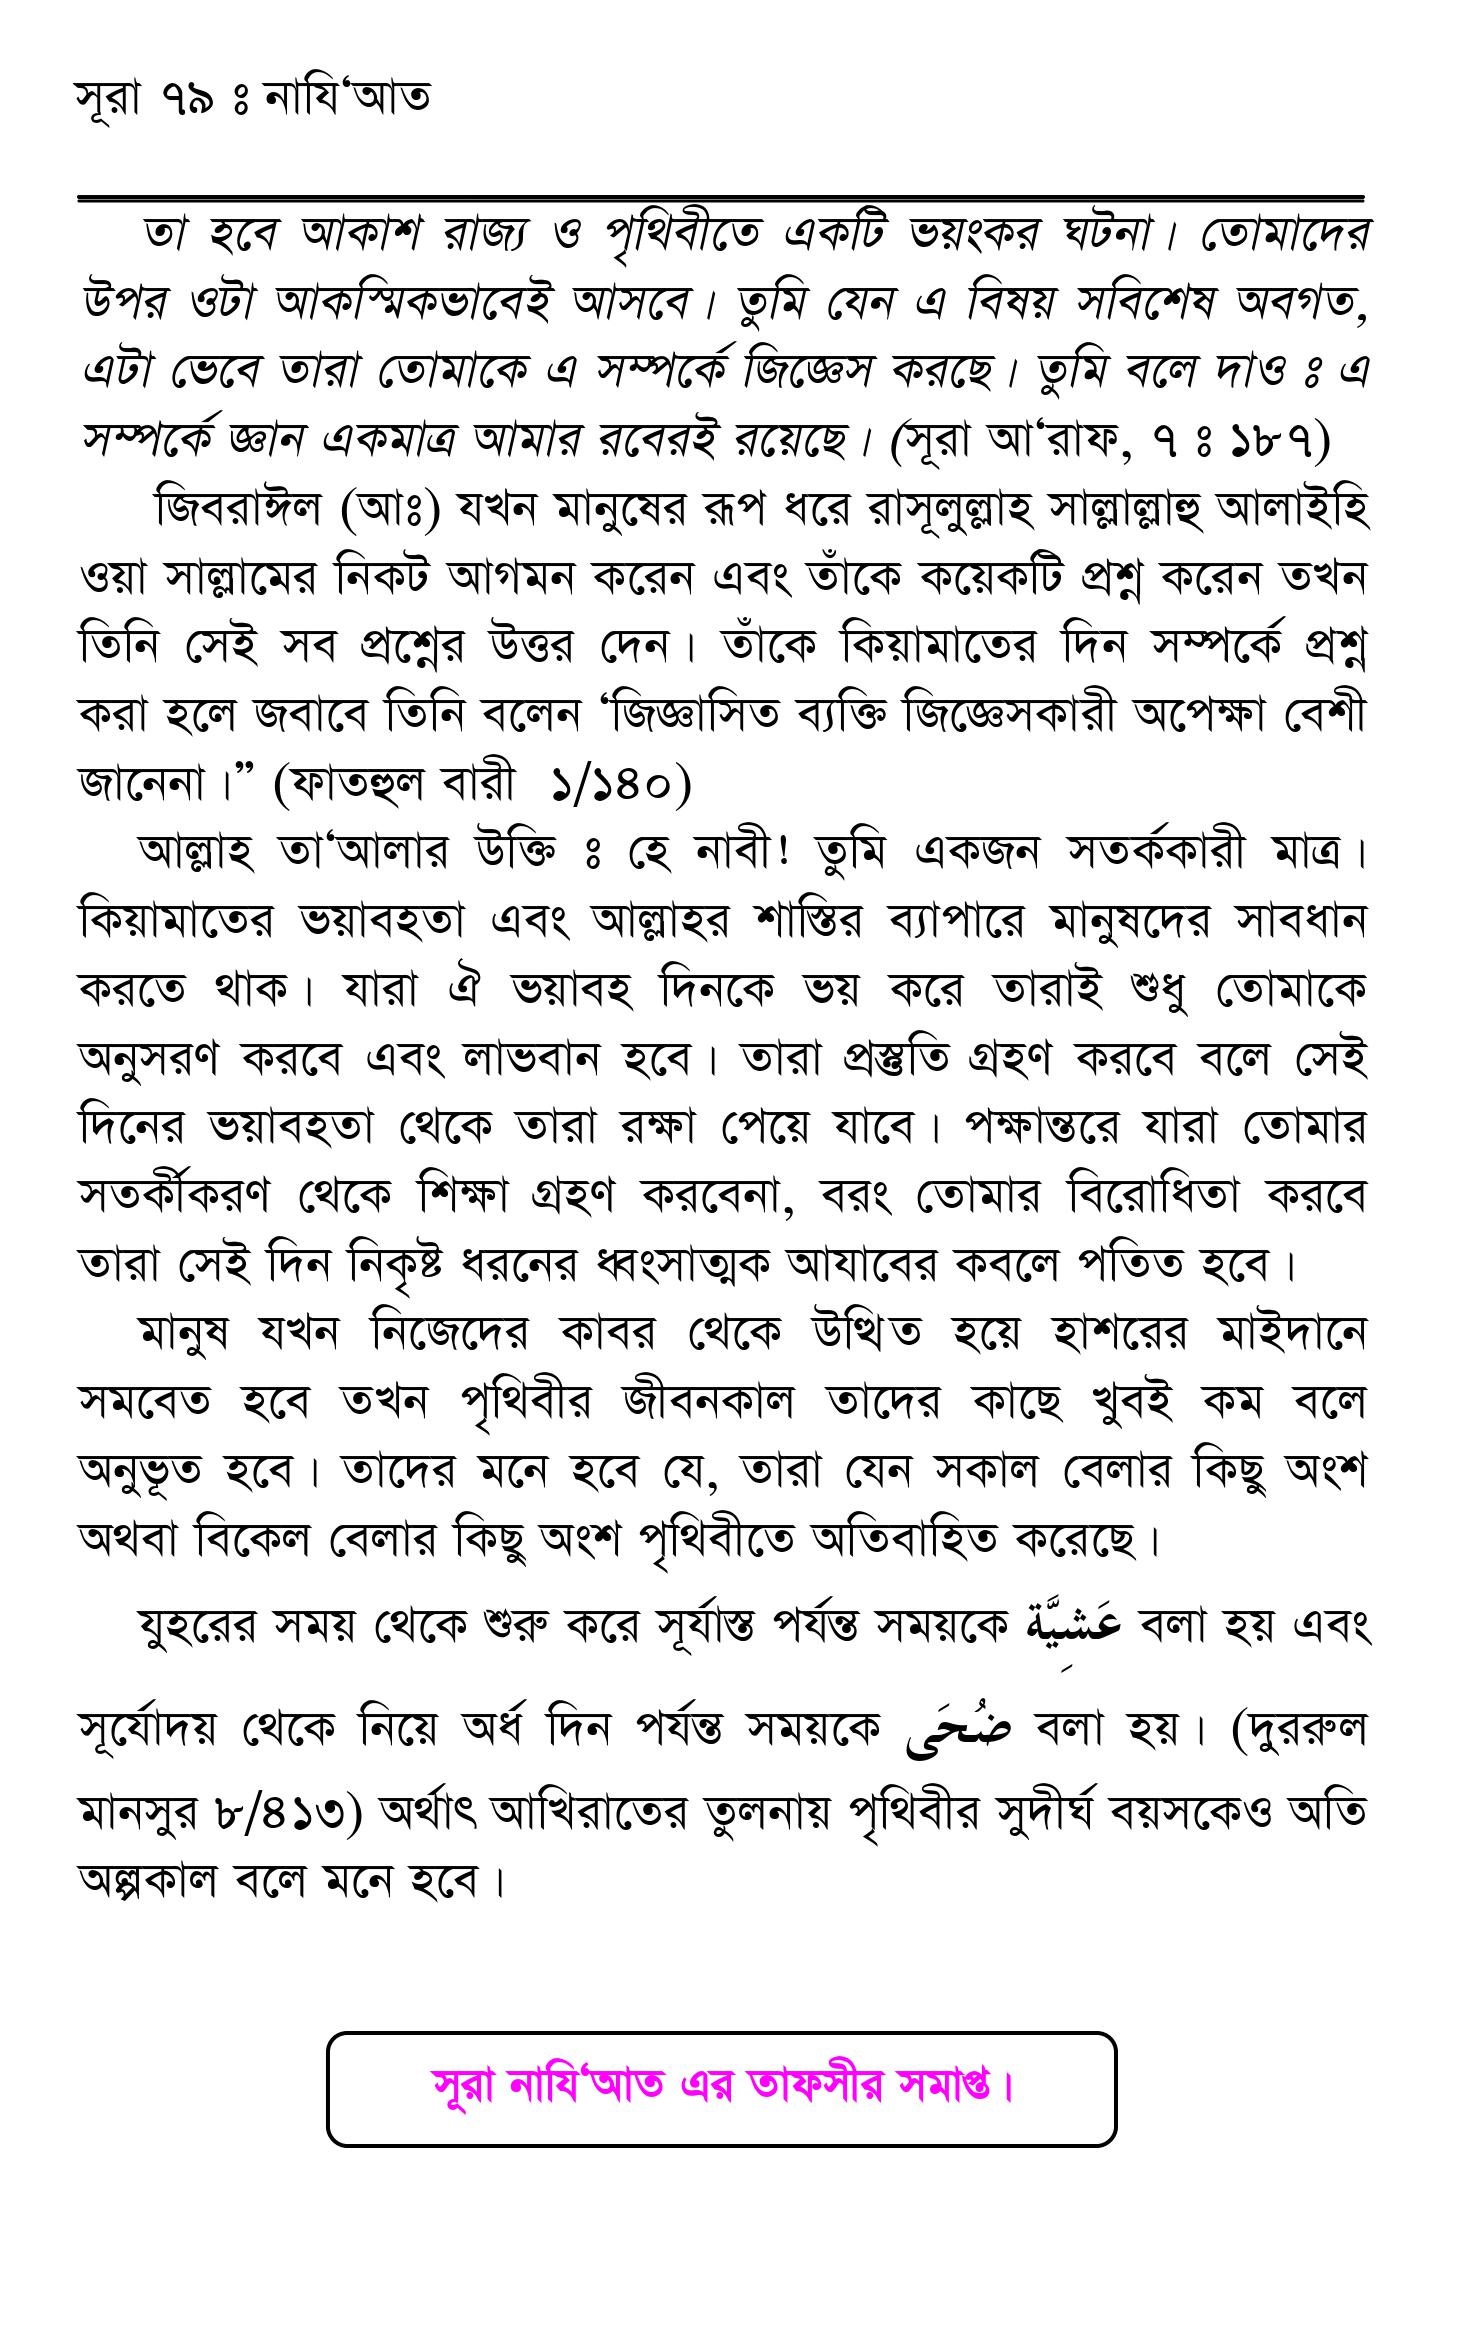 সূরা ৭৯ ঃ নাযি‘আত
তা হবে আকাশ রাজ্য ও পৃথিবীতে একটি ভয়ংকর ঘটনা। তোমাদের
উপর ওটা আকস্মিকভাবেই আসবে। তুমি যেন এ বিষয় সবিশেষ অবগত,
এটা ভেবে তারা তোমাকে এ সম্পর্কে জিজ্ঞেস করছে। তুমি বলে দাও ঃ এ
সম্পর্কে জ্ঞান একমাত্র আমার রবেরই রয়েছে। (সূরা আ‘রাফ, ৭ ঃ ১৮৭)
জিবরাঈল (আঃ) যখন মানুষের রূপ ধরে রাসূলুল্লাহ সাল্লাল্লাহু আলাইহি
ওয়া সাল্লামের নিকট আগমন করেন এবং তাঁকে কয়েকটি প্রশ্ন করেন তখন
তিনি সেই সব প্রশ্নের উত্তর দেন। তাঁকে কিয়ামাতের দিন সম্পর্কে প্রশ্ন
করা হলে জবাবে তিনি বলেন ‘জিজ্ঞাসিত ব্যক্তি জিজ্ঞেসকারী অপেক্ষা বেশী
জানেনা।” (ফাতহুল বারী ১/১৪০)
আল্লাহ তা‘আলার উক্তি ঃ হে নাবী! তুমি একজন সতর্ককারী মাত্র।
কিয়ামাতের ভয়াবহতা এবং আল্লাহর শাস্তির ব্যাপারে মানুষদের সাবধান
করতে থাক। যারা ঐ ভয়াবহ দিনকে ভয় করে তারাই শুধু তোমাকে
অনুসরণ করবে এবং লাভবান হবে। তারা প্রস্তুতি গ্রহণ করবে বলে সেই
দিনের ভয়াবহতা থেকে তারা রক্ষা পেয়ে যাবে। পক্ষান্তরে যারা তোমার
সতর্কীকরণ থেকে শিক্ষা গ্রহণ করবেনা, বরং তোমার বিরোধিতা করবে
তারা সেই দিন নিকৃষ্ট ধরনের ধ্বংসাত্মক আযাবের কবলে পতিত হবে।
মানুষ যখন নিজেদের কাবর থেকে উত্থিত হয়ে হাশরের মাইদানে
সমবেত হবে তখন পৃথিবীর জীবনকাল তাদের কাছে খুবই কম বলে
অনুভূত হবে। তাদের মনে হবে যে, তারা যেন সকাল বেলার কিছু অংশ
অথবা বিকেল বেলার কিছু অংশ পৃথিবীতে অতিবাহিত করেছে।
যুহরের সময় থেকে শুরু করে সূর্যাস্ত পর্যন্ত সময়কে عَشِيَّة বলা হয় এবং
সূর্যোদয় থেকে নিয়ে অর্ধ দিন পর্যন্ত সময়কে ضُحَى বলা হয়। (দুররুল
মানসুর ৮/৪১৩) অর্থাৎ আখিরাতের তুলনায় পৃথিবীর সুদীর্ঘ বয়সকেও অতি
অল্পকাল বলে মনে হবে।
সূরা নাযি‘আত এর তাফসীর সমাপ্ত।